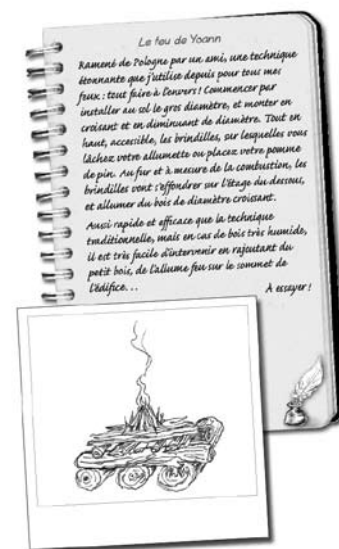 Le feu de Yoann
Ramené de Pologne par un ami, une technique
étonnante que j'utilise depuis pour tous mes
feux : tout faire à l'envers ! Commencer par
installer au sol le gros diamètre, et monter en
croisant et en diminuant de diamètre. Tout en
haut, accessible, les brindilles, sur lesquelles vous
lâchez votre allumette ou placez votre pomme
de pin. Au fur et à mesure de la combustion, les
brindilles vont s'effondrer sur l'étage du dessous,
et allumer du bois de diamètre croisant.
Aussi rapide et efficace que la technique
traditionnelle, mais en cas de bois très humide,
il est très facile d'intervenir en rajoutant du
petit bois, de l'allume feu sur le sommet de
l'édifice...
À essayer !